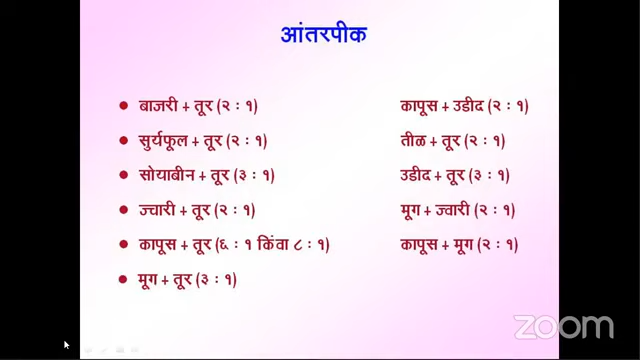 आंतरपीक
बाजरी + तूर (२ : १)
सुर्यफूल + तूर (२ : १)
सोयाबीन + तूर (३ : १)
ज्वारी + तूर (२ : १)
कापूस + तूर (६ : १ किंवा ८ : १)
मूग + तूर (३ : १)
कापूस + उडीद (२ : १)
तीळ + तूर (२ : १)
उडीद + तूर (३ : १)
मूग + ज्वारी (२ : १)
कापूस + मूग (२ : १)
zoom